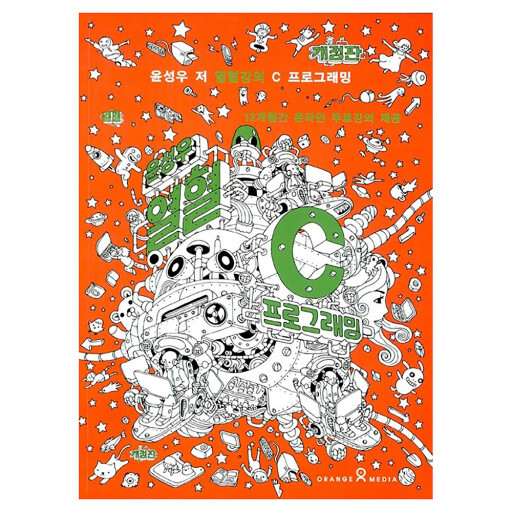 개정판
윤성우 저 열혈강의 C 프로그래밍
12개월간 온라인 무료강의 제공
윤성우
열혈
C
프로그래밍
개정판
ORANGE MEDIA